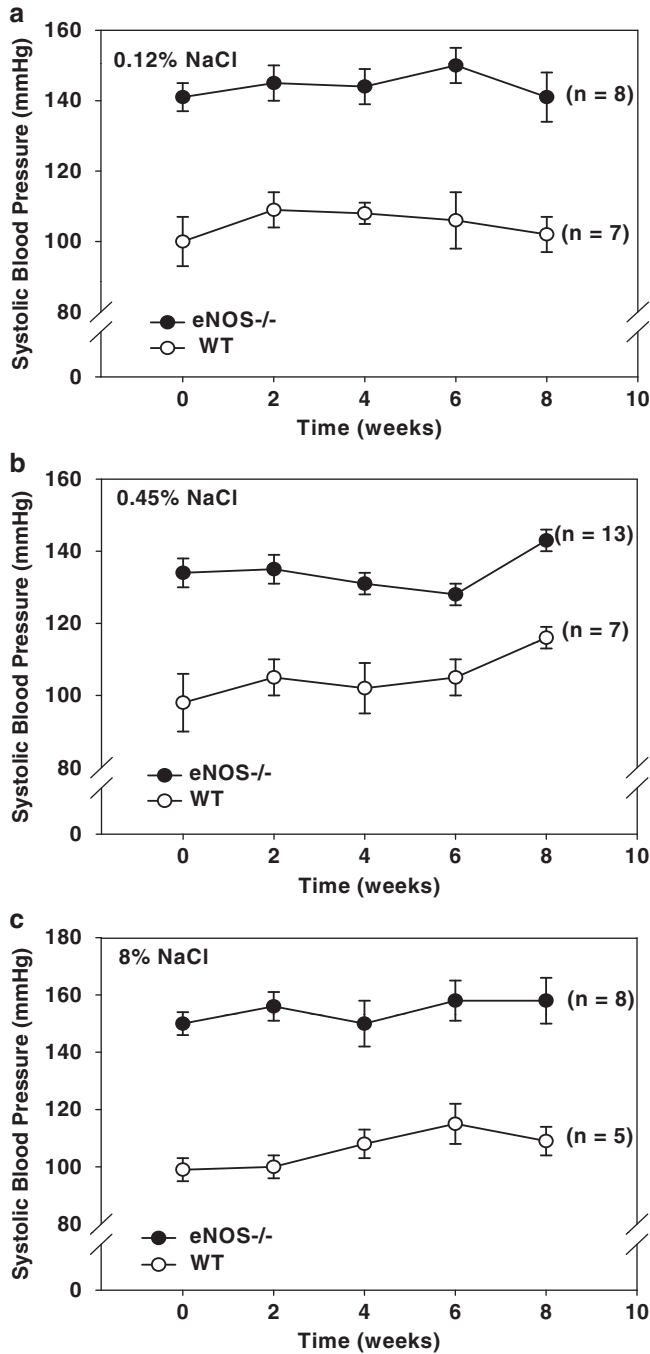 a
160
0.12% NaCl
140
(n = 8)
120
(n = 7)
100
80
eNOS-/-
WT
0
0 2 4 6 8 10
Time (weeks)
Systolic Blood Pressure (mmHg)
b
160
0.45% NaCl
140
(n = 13)
120
(n = 7)
100
80
eNOS-/-
WT
0
0 2 4 6 8 10
Time (weeks)
Systolic Blood Pressure (mmHg)
c
180
8% NaCl
160
(n = 8)
140
120
(n = 5)
100
80
eNOS-/-
WT
0
0 2 4 6 8 10
Time (weeks)
Systolic Blood Pressure (mmHg)